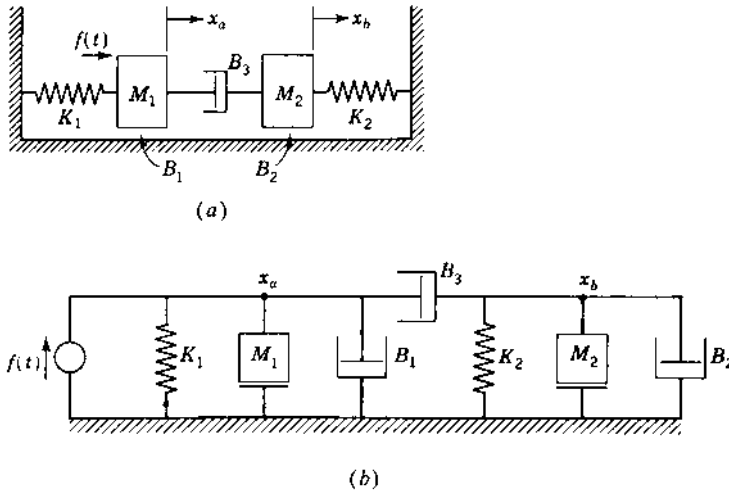 x_a x_b
f(t)
B_3
M_1 M_2
K_1 K_2
B_1 B_2
(a)
B_3
x_a x_b
f(t) K_1 M_1 B_1 K_2 M_2 B_2
(b)